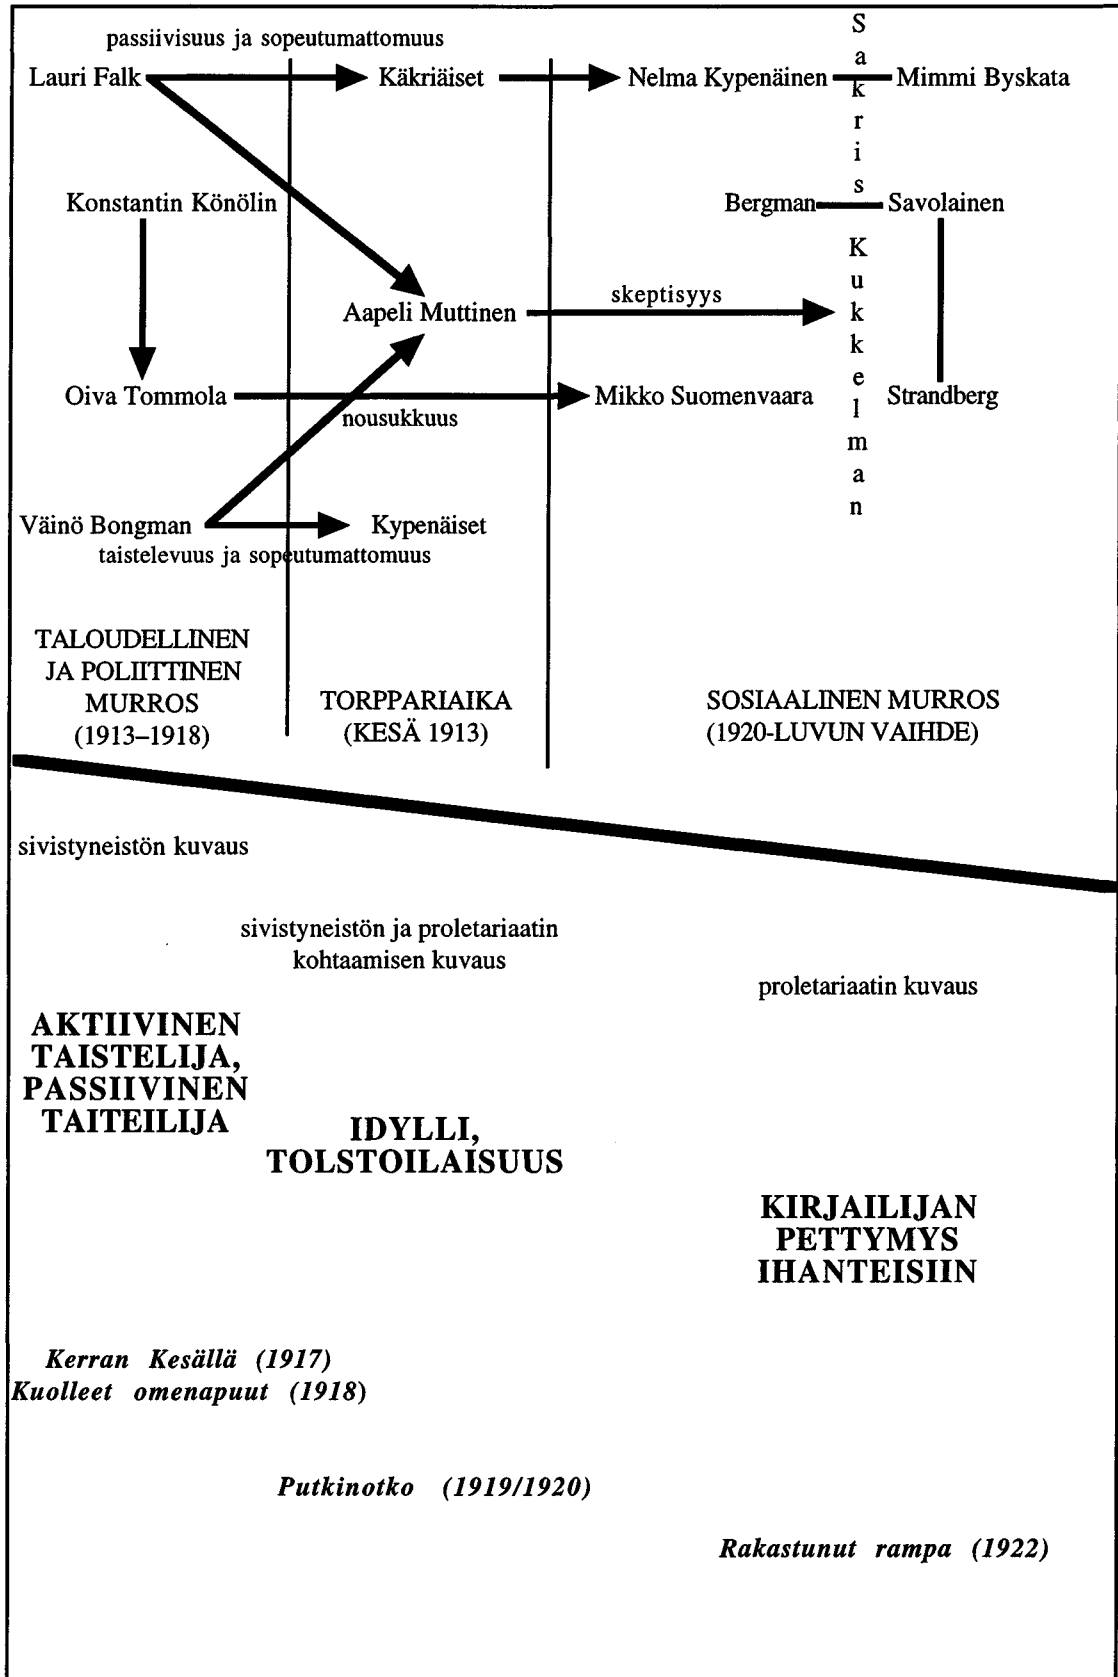 passiivisuus ja sopeutumattomuus
Lauri Falk
Käkriäiset
Nelma Kypenäinen
Mimmi Byskata
Sakris Kukkelman
Konstantin Könölin
Bergman
Savolainen
Aapeli Muttinen
skeptisyys
Oiva Tommola
nousukkuus
Mikko Suomenvaara
Strandberg
Väinö Bongman
Kypenäiset
taistelevuus ja sopeutumattomuus
TALOUDELLINEN
JA POLIITTINEN
MURROS
(1913–1918)
TORPPARIAIKA
(KESÄ 1913)
SOSIAALINEN MURROS
(1920-LUVUN VAIHDE)
sivistyneistön kuvaus
sivistyneistön ja proletariaatin
kohtaamisen kuvaus
proletariaatin kuvaus
AKTIIVINEN
TAISTELIJA,
PASSIIVINEN
TAITEILIJA
IDYLLI,
TOLSTOILAISUUS
KIRJAILIJAN
PETTYMYS
IHANTEISIIN
Kerran Kesällä (1917)
Kuolleet omenapuut (1918)
Putkinotko (1919/1920)
Rakastunut rampa (1922)